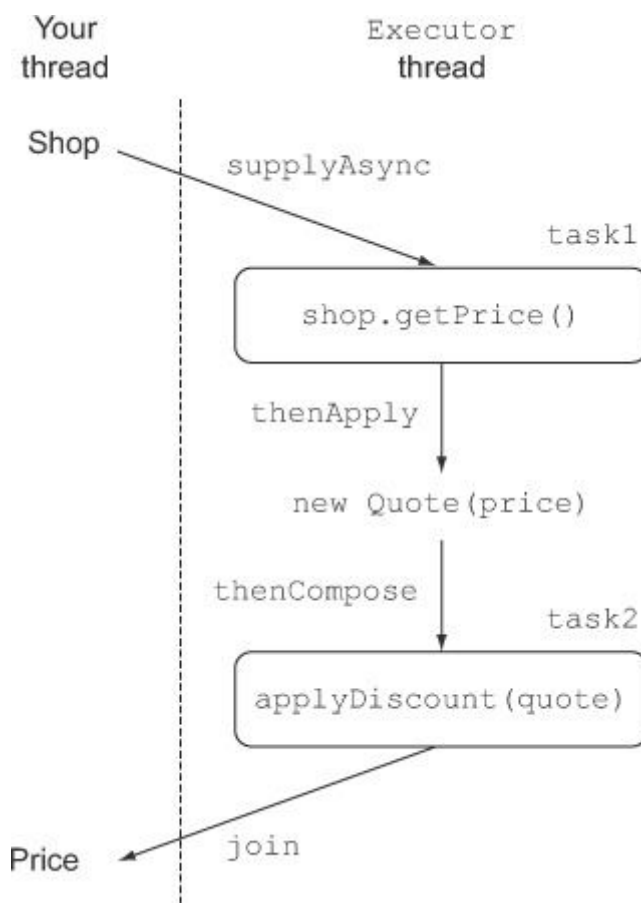 Your
thread
Executor
thread
Shop
supplyAsync
task1
shop.getPrice()
thenApply
new Quote(price)
thenCompose
task2
applyDiscount(quote)
join
Price